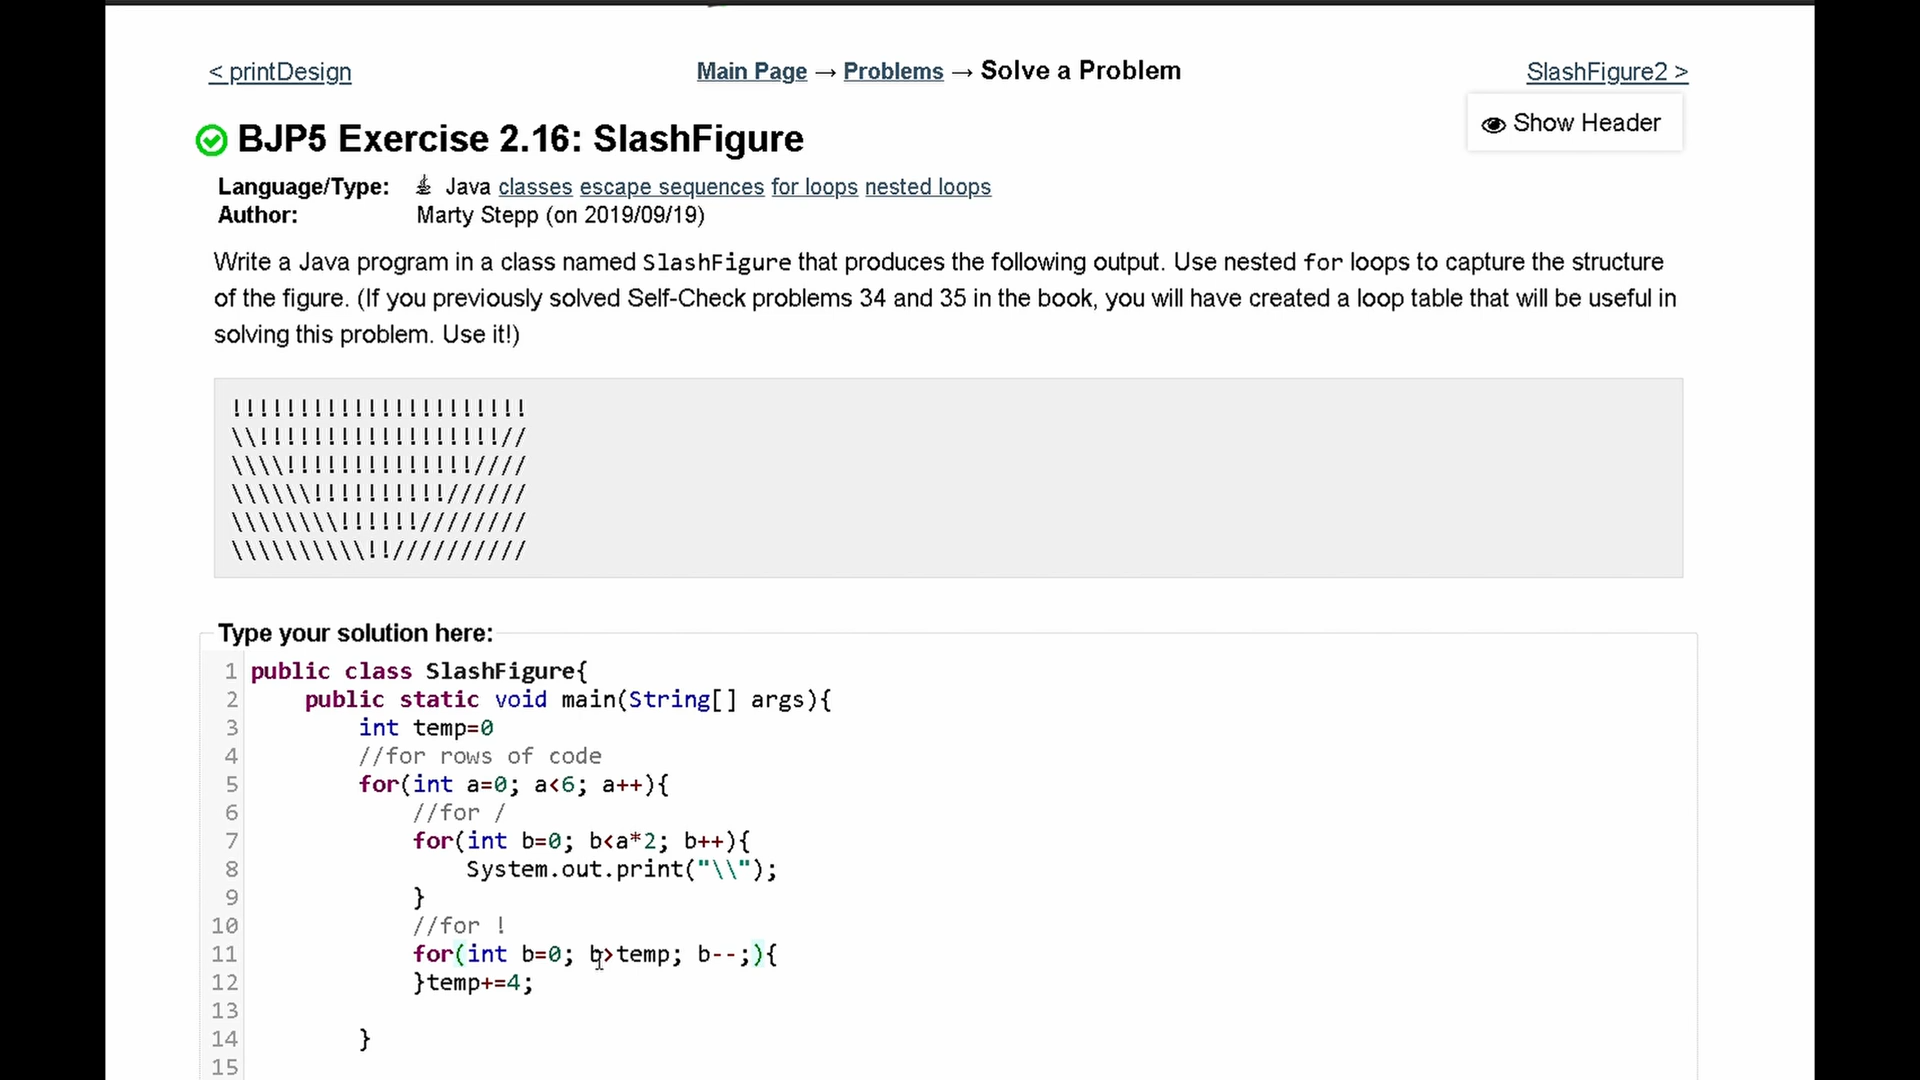 < printDesign
Main Page → Problems → Solve a Problem
SlashFigure2 >
Show Header
BJP5 Exercise 2.16: SlashFigure
Language/Type: Java classes escape sequences for loops nested loops
Author: Marty Stepp (on 2019/09/19)
Write a Java program in a class named SlashFigure that produces the following output. Use nested for loops to capture the structure
of the figure. (If you previously solved Self-Check problems 34 and 35 in the book, you will have created a loop table that will be useful in
solving this problem. Use it!)
!!!!!!!!!!!!!!!!!!!!!!
\\!!!!!!!!!!!!!!!!!!//
\\\\!!!!!!!!!!!!!!////
\\\\\\!!!!!!!!!!//////
\\\\\\\\!!!!!!////////
\\\\\\\\\\!!//////////
Type your solution here:
1 public class SlashFigure{
2     public static void main(String[] args){
3         int temp=0
4         //for rows of code
5         for(int a=0; a<6; a++){
6             //for /
7             for(int b=0; b<a*2; b++){
8                 System.out.print("\\");
9             }
10             //for !
11             for(int b=0; b>temp; b--;){
12             }temp+=4;
13
14         }
15